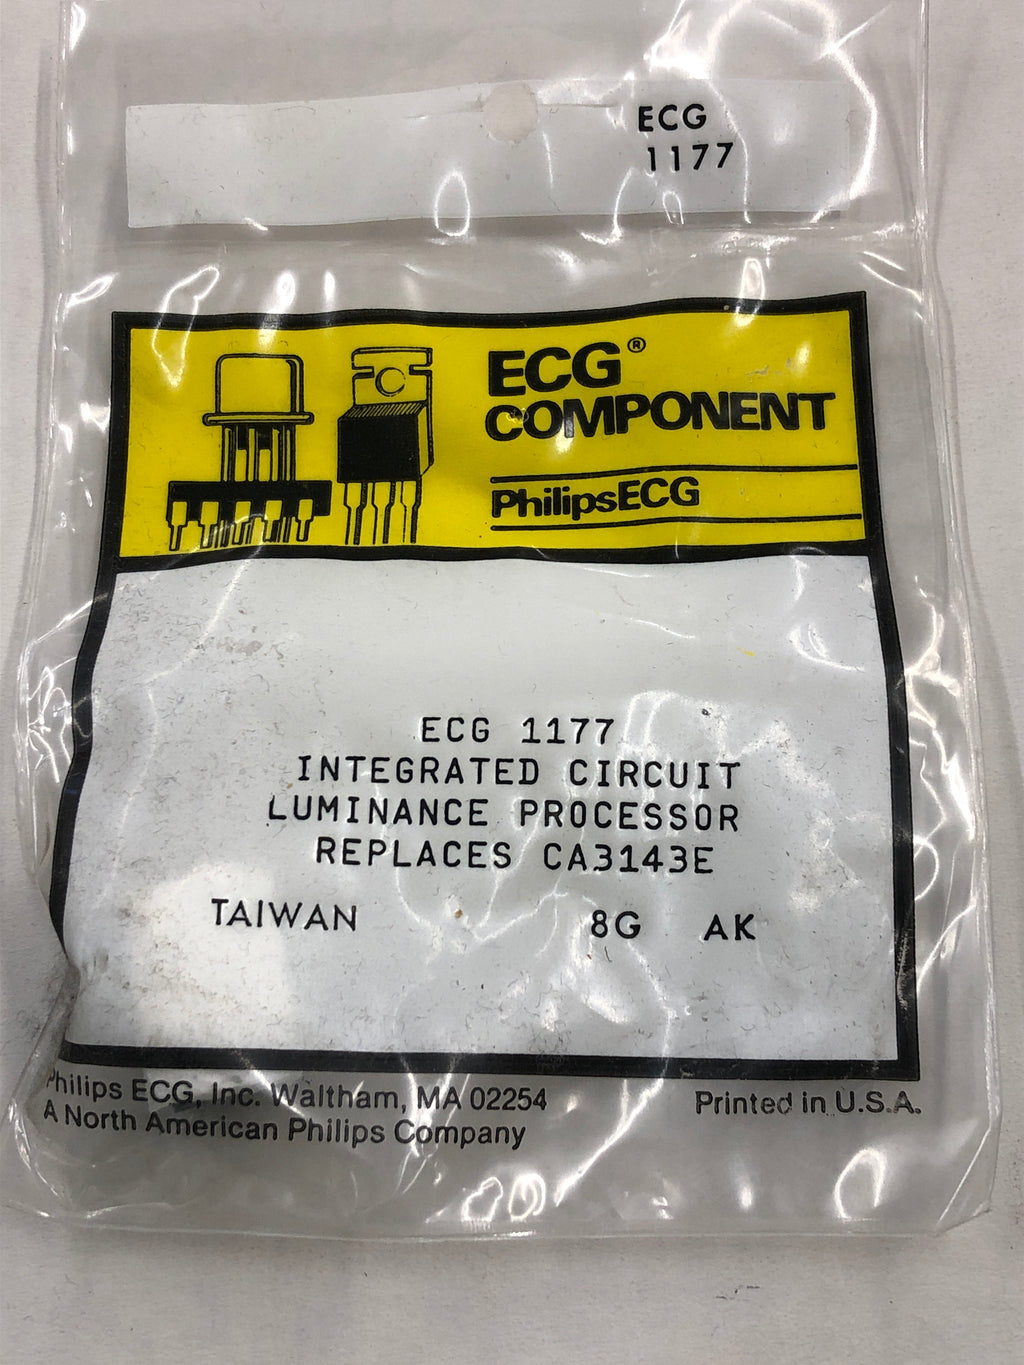 ECG
1177
ECG®
COMPONENT
PhilipsECG
ECG 1177
INTEGRATED CIRCUIT
LUMINANCE PROCESSOR
REPLACES CA3143E
TAIWAN 8G AK
Philips ECG, Inc. Waltham, MA 02254
A North American Philips Company
Printed in U.S.A.